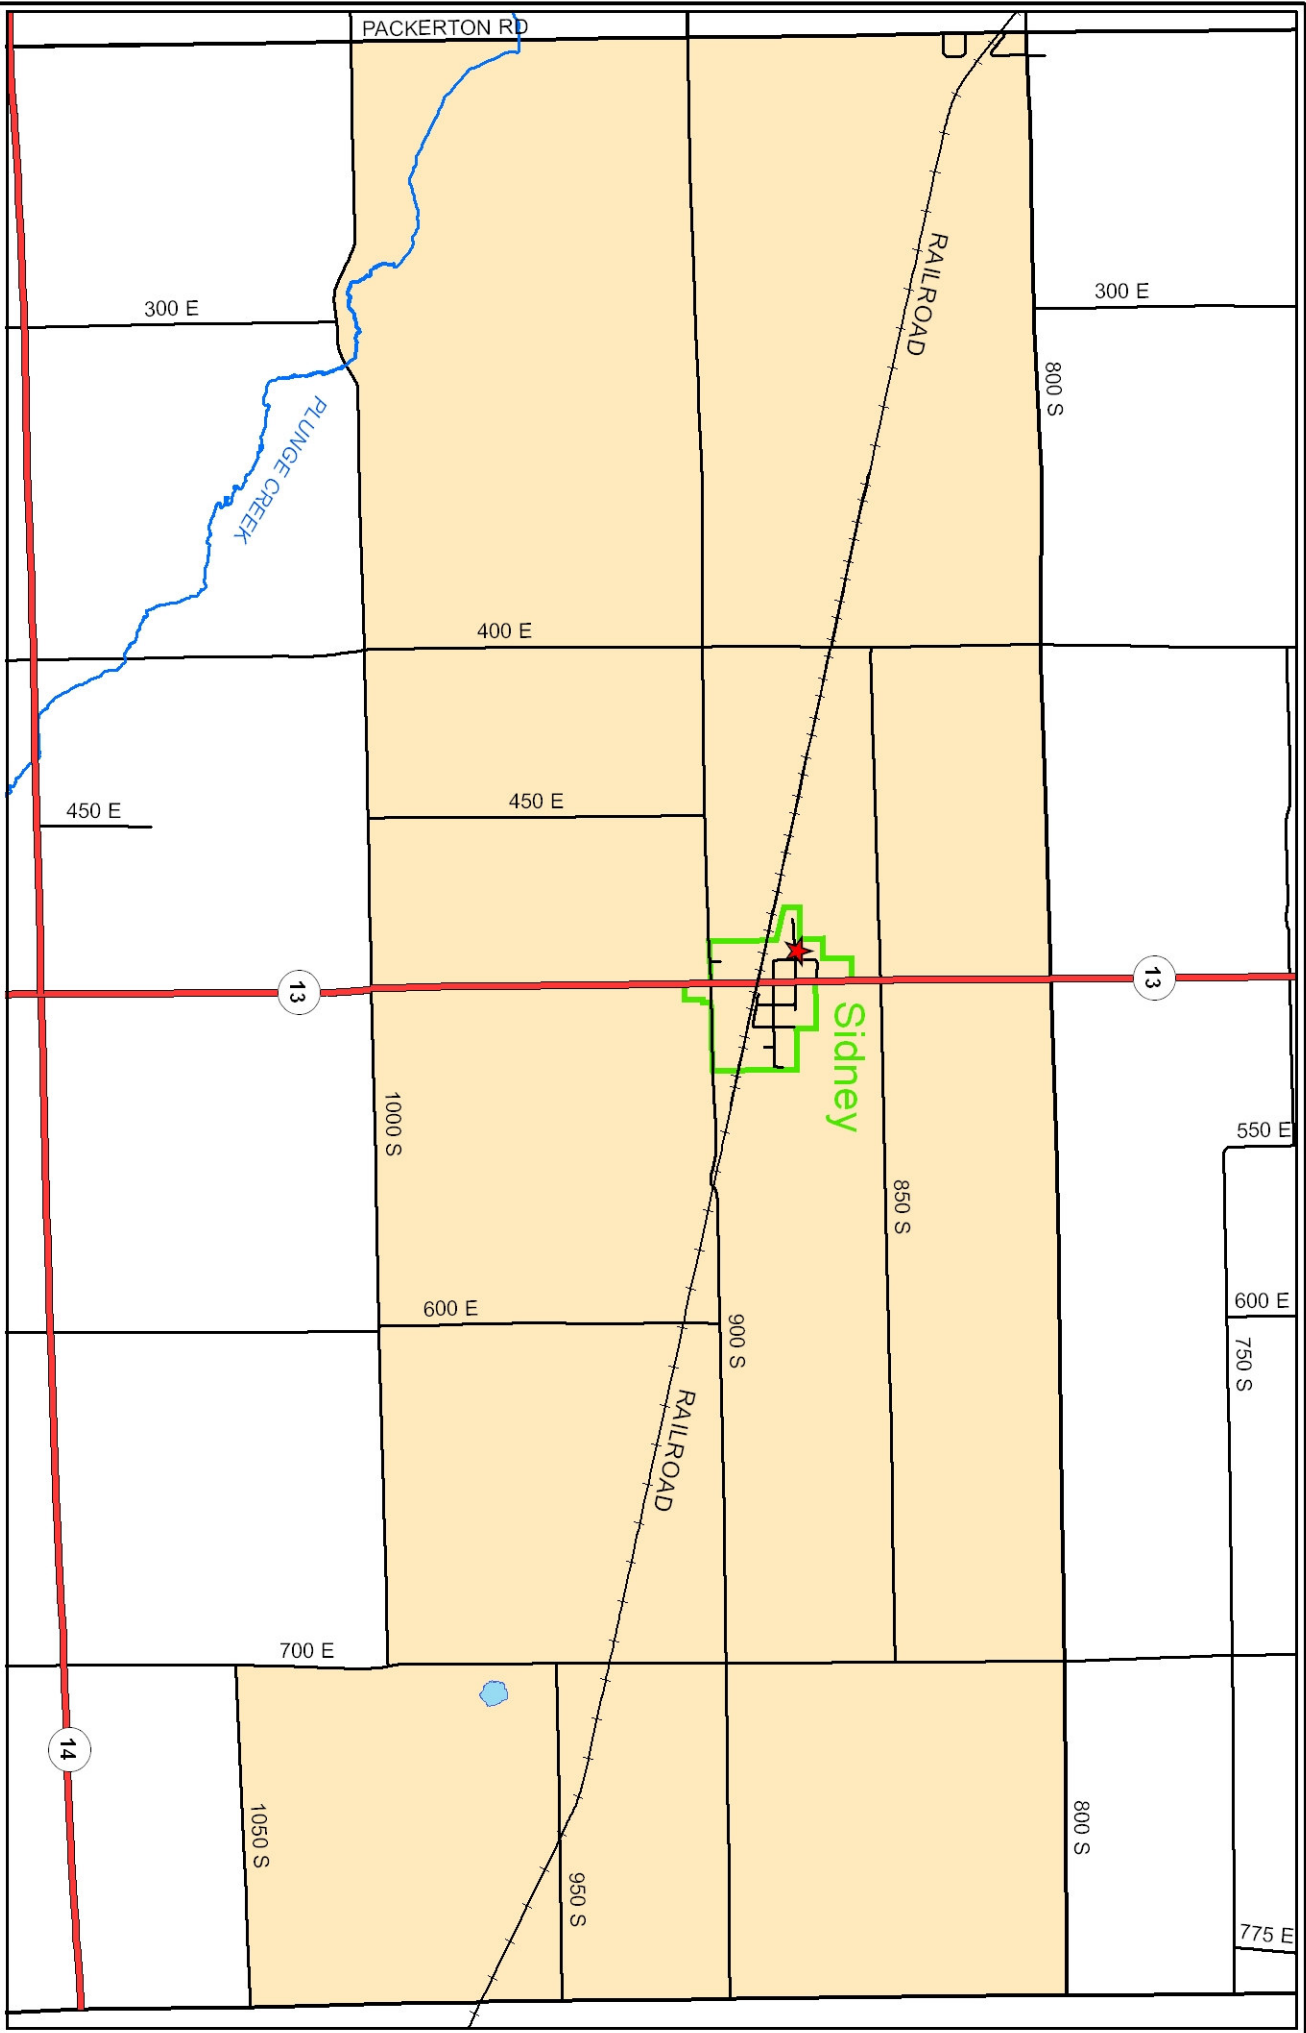 PACKERTON RD
RAILROAD
300 E
300 E
800 S
PLUNGE CREEK
400 E
450 E
450 E
13
13
Sidney
1000 S
550 E
850 S
600 E
600 E
900 S
750 S
RAILROAD
700 E
14
1050 S
800 S
950 S
775 E